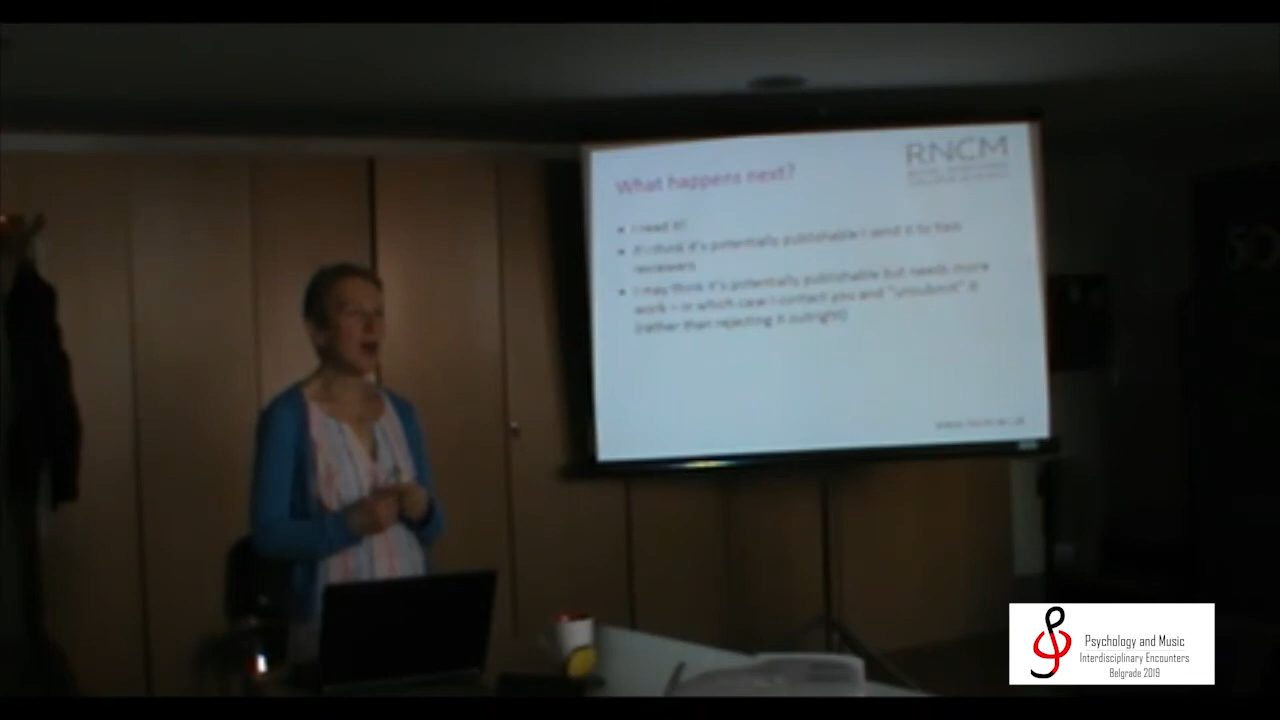 RNCM
What happens next?
I read it!
If I think it's potentially publishable I send it to two
reviewers
I may think it's potentially publishable but needs more
work – in which case I contact you and "unsubmit" it
(rather than rejecting it outright)
Psychology and Music
Interdisciplinary Encounters
Belgrade 2019